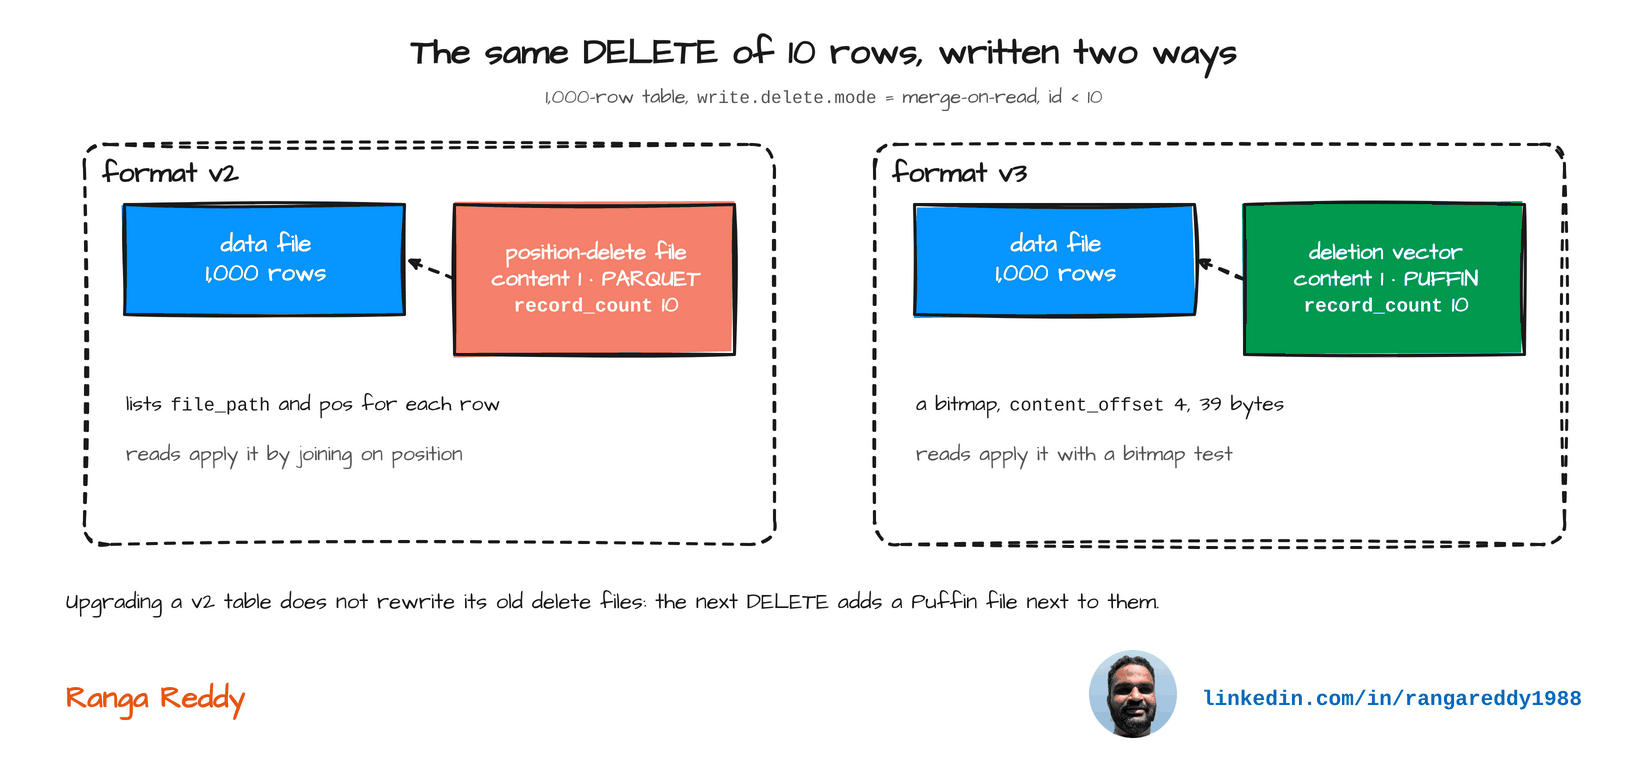 The same DELETE of 10 rows, written two ways
1,000-row table, write.delete.mode = merge-on-read, id < 10
format v2
data file
1,000 rows
position-delete file
content 1 · PARQUET
record_count 10
lists file_path and pos for each row
reads apply it by joining on position
format v3
data file
1,000 rows
deletion vector
content 1 · PUFFIN
record_count 10
a bitmap, content_offset 4, 39 bytes
reads apply it with a bitmap test
Upgrading a v2 table does not rewrite its old delete files: the next DELETE adds a Puffin file next to them.
Ranga Reddy
linkedin.com/in/rangareddy1988